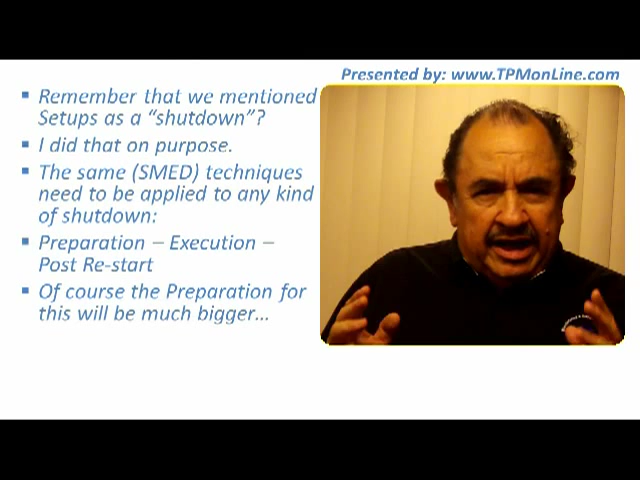 Presented by: www.TPMonLine.com
▪ Remember that we mentioned
Setups as a “shutdown”?
▪ I did that on purpose.
▪ The same (SMED) techniques
need to be applied to any kind
of shutdown:
▪ Preparation – Execution –
Post Re-start
▪ Of course the Preparation for
this will be much bigger...